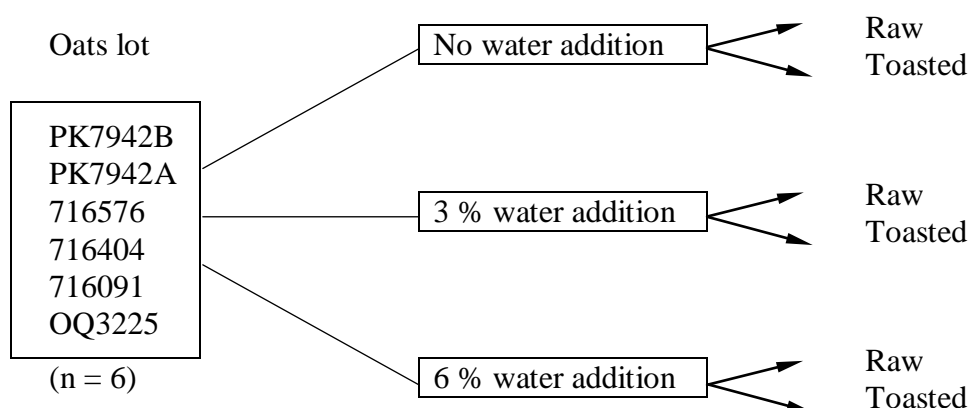 Oats lot
PK7942B
PK7942A
716576
716404
716091
OQ3225
(n = 6)
No water addition
Raw
Toasted
3 % water addition
Raw
Toasted
6 % water addition
Raw
Toasted